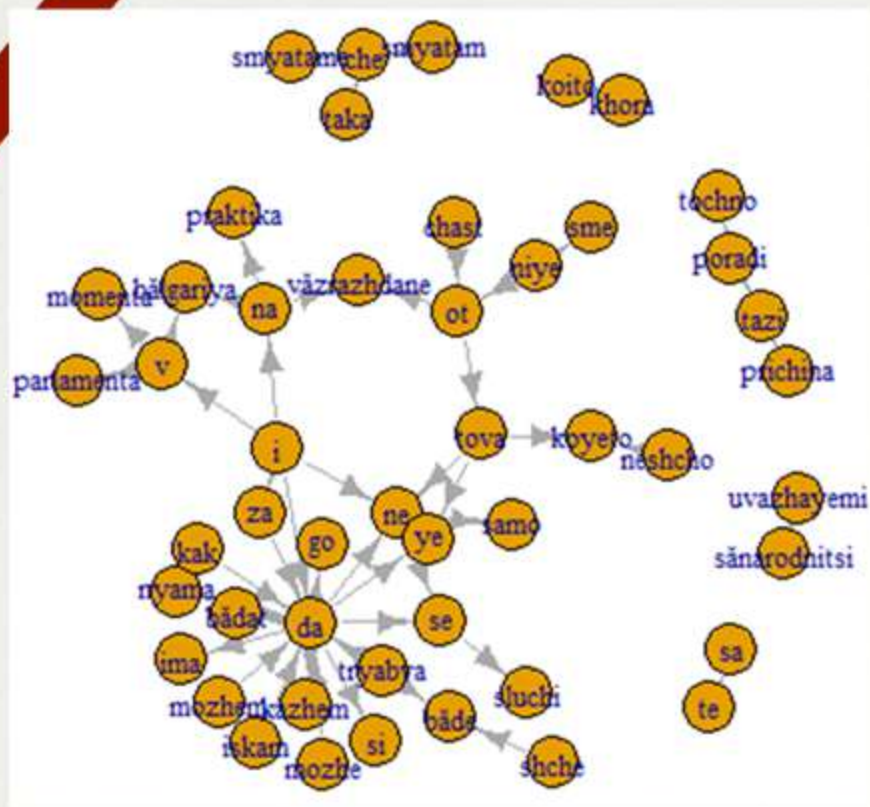 smyatame
che
smyatam
taka
koito
khora
praktika
chast
sme
tochno
niye
poradi
momenta
bălgariya
na
văzrazhdane
ot
tazi
parlamenta
v
prichina
i
tova
koyeto
neshcho
uvazhayemi
za
ne
go
ye
samo
sănarodnitsi
kak
nyama
bădat
da
se
ima
tryabva
sa
mozhem
kazhem
sluchi
te
băde
iskam
si
mozhe
shche